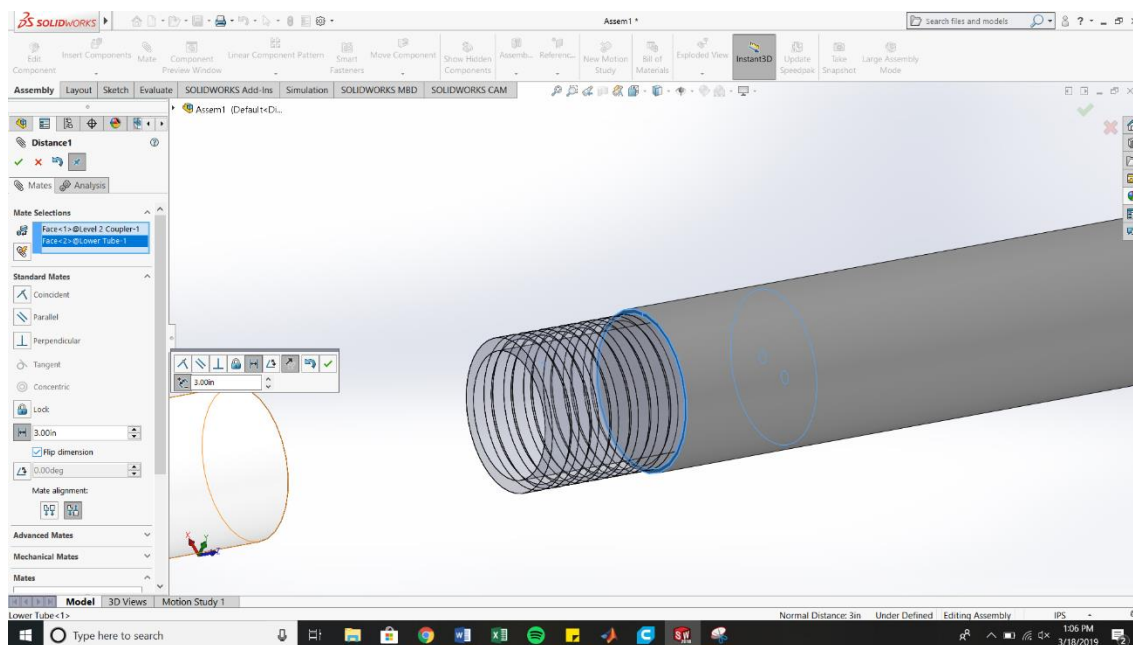 SOLIDWORKS
Assem1 *
Search files and models
Edit Component
Insert Components
Mate
Component Preview Window
Linear Component Pattern
Smart Fasteners
Move Component
Show Hidden Components
Assemb...
Referenc...
New Motion Study
Bill of Materials
Exploded View
Instant3D
Update Speedpak
Take Snapshot
Large Assembly Mode
Assembly Layout Sketch Evaluate SOLIDWORKS Add-Ins Simulation SOLIDWORKS MBD SOLIDWORKS CAM
Assem1 (Default<Di...
Distance1
Mates Analysis
Mate Selections
Face<1>@Level 2 Coupler-1
Face<2>@Lower Tube-1
Standard Mates
Coincident
Parallel
Perpendicular
Tangent
Concentric
Lock
3.00in
Flip dimension
0.00deg
Mate alignment:
Advanced Mates
Mechanical Mates
Mates
3.00in
Model 3D Views Motion Study 1
Lower Tube<1> Normal Distance: 3in Under Defined Editing Assembly IPS
Type here to search
1:06 PM
3/18/2019